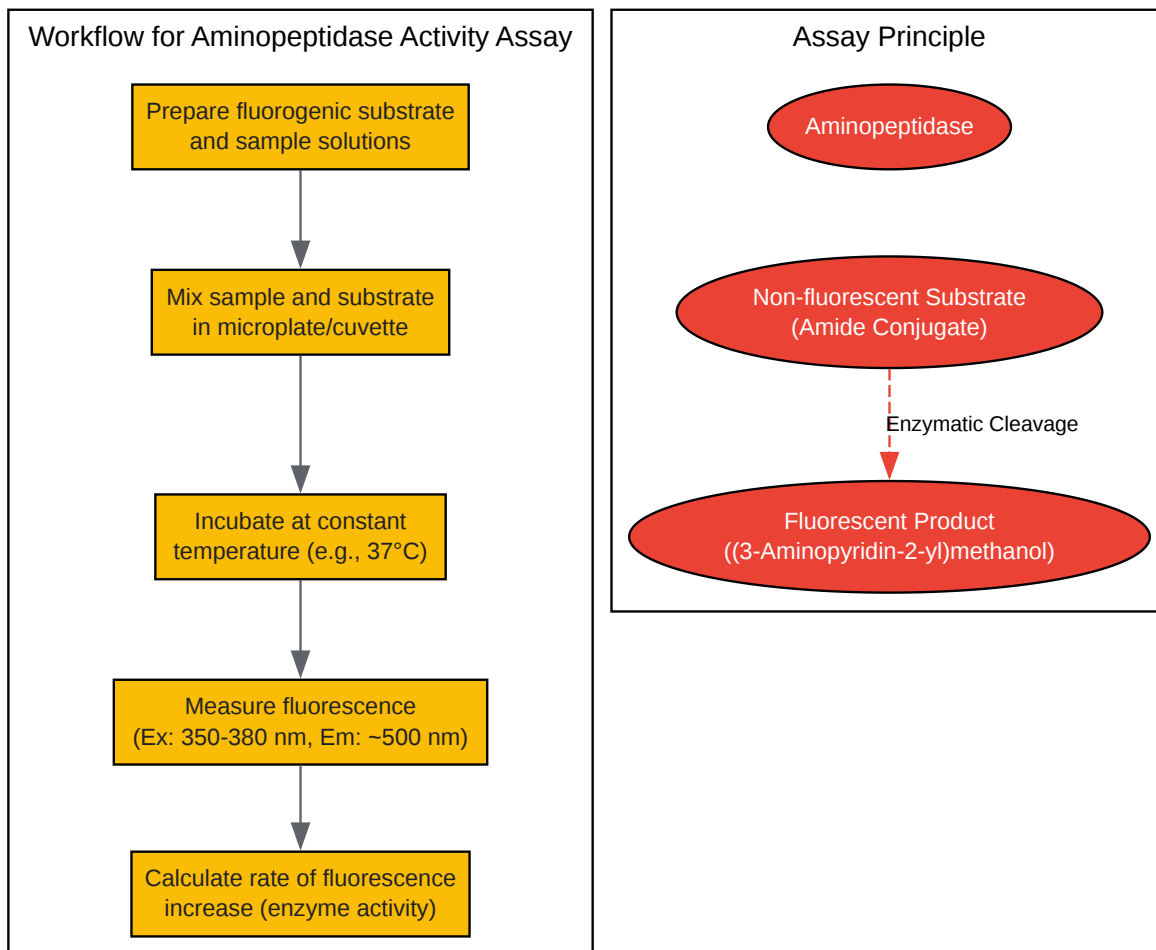 Workflow for Aminopeptidase Activity Assay
Prepare fluorogenic substrate
and sample solutions
Mix sample and substrate
in microplate/cuvette
Incubate at constant
temperature (e.g., 37°C)
Measure fluorescence
(Ex: 350-380 nm, Em: ~500 nm)
Calculate rate of fluorescence
increase (enzyme activity)
Assay Principle
Aminopeptidase
Non-fluorescent Substrate
(Amide Conjugate)
Enzymatic Cleavage
Fluorescent Product
((3-Aminopyridin-2-yl)methanol)